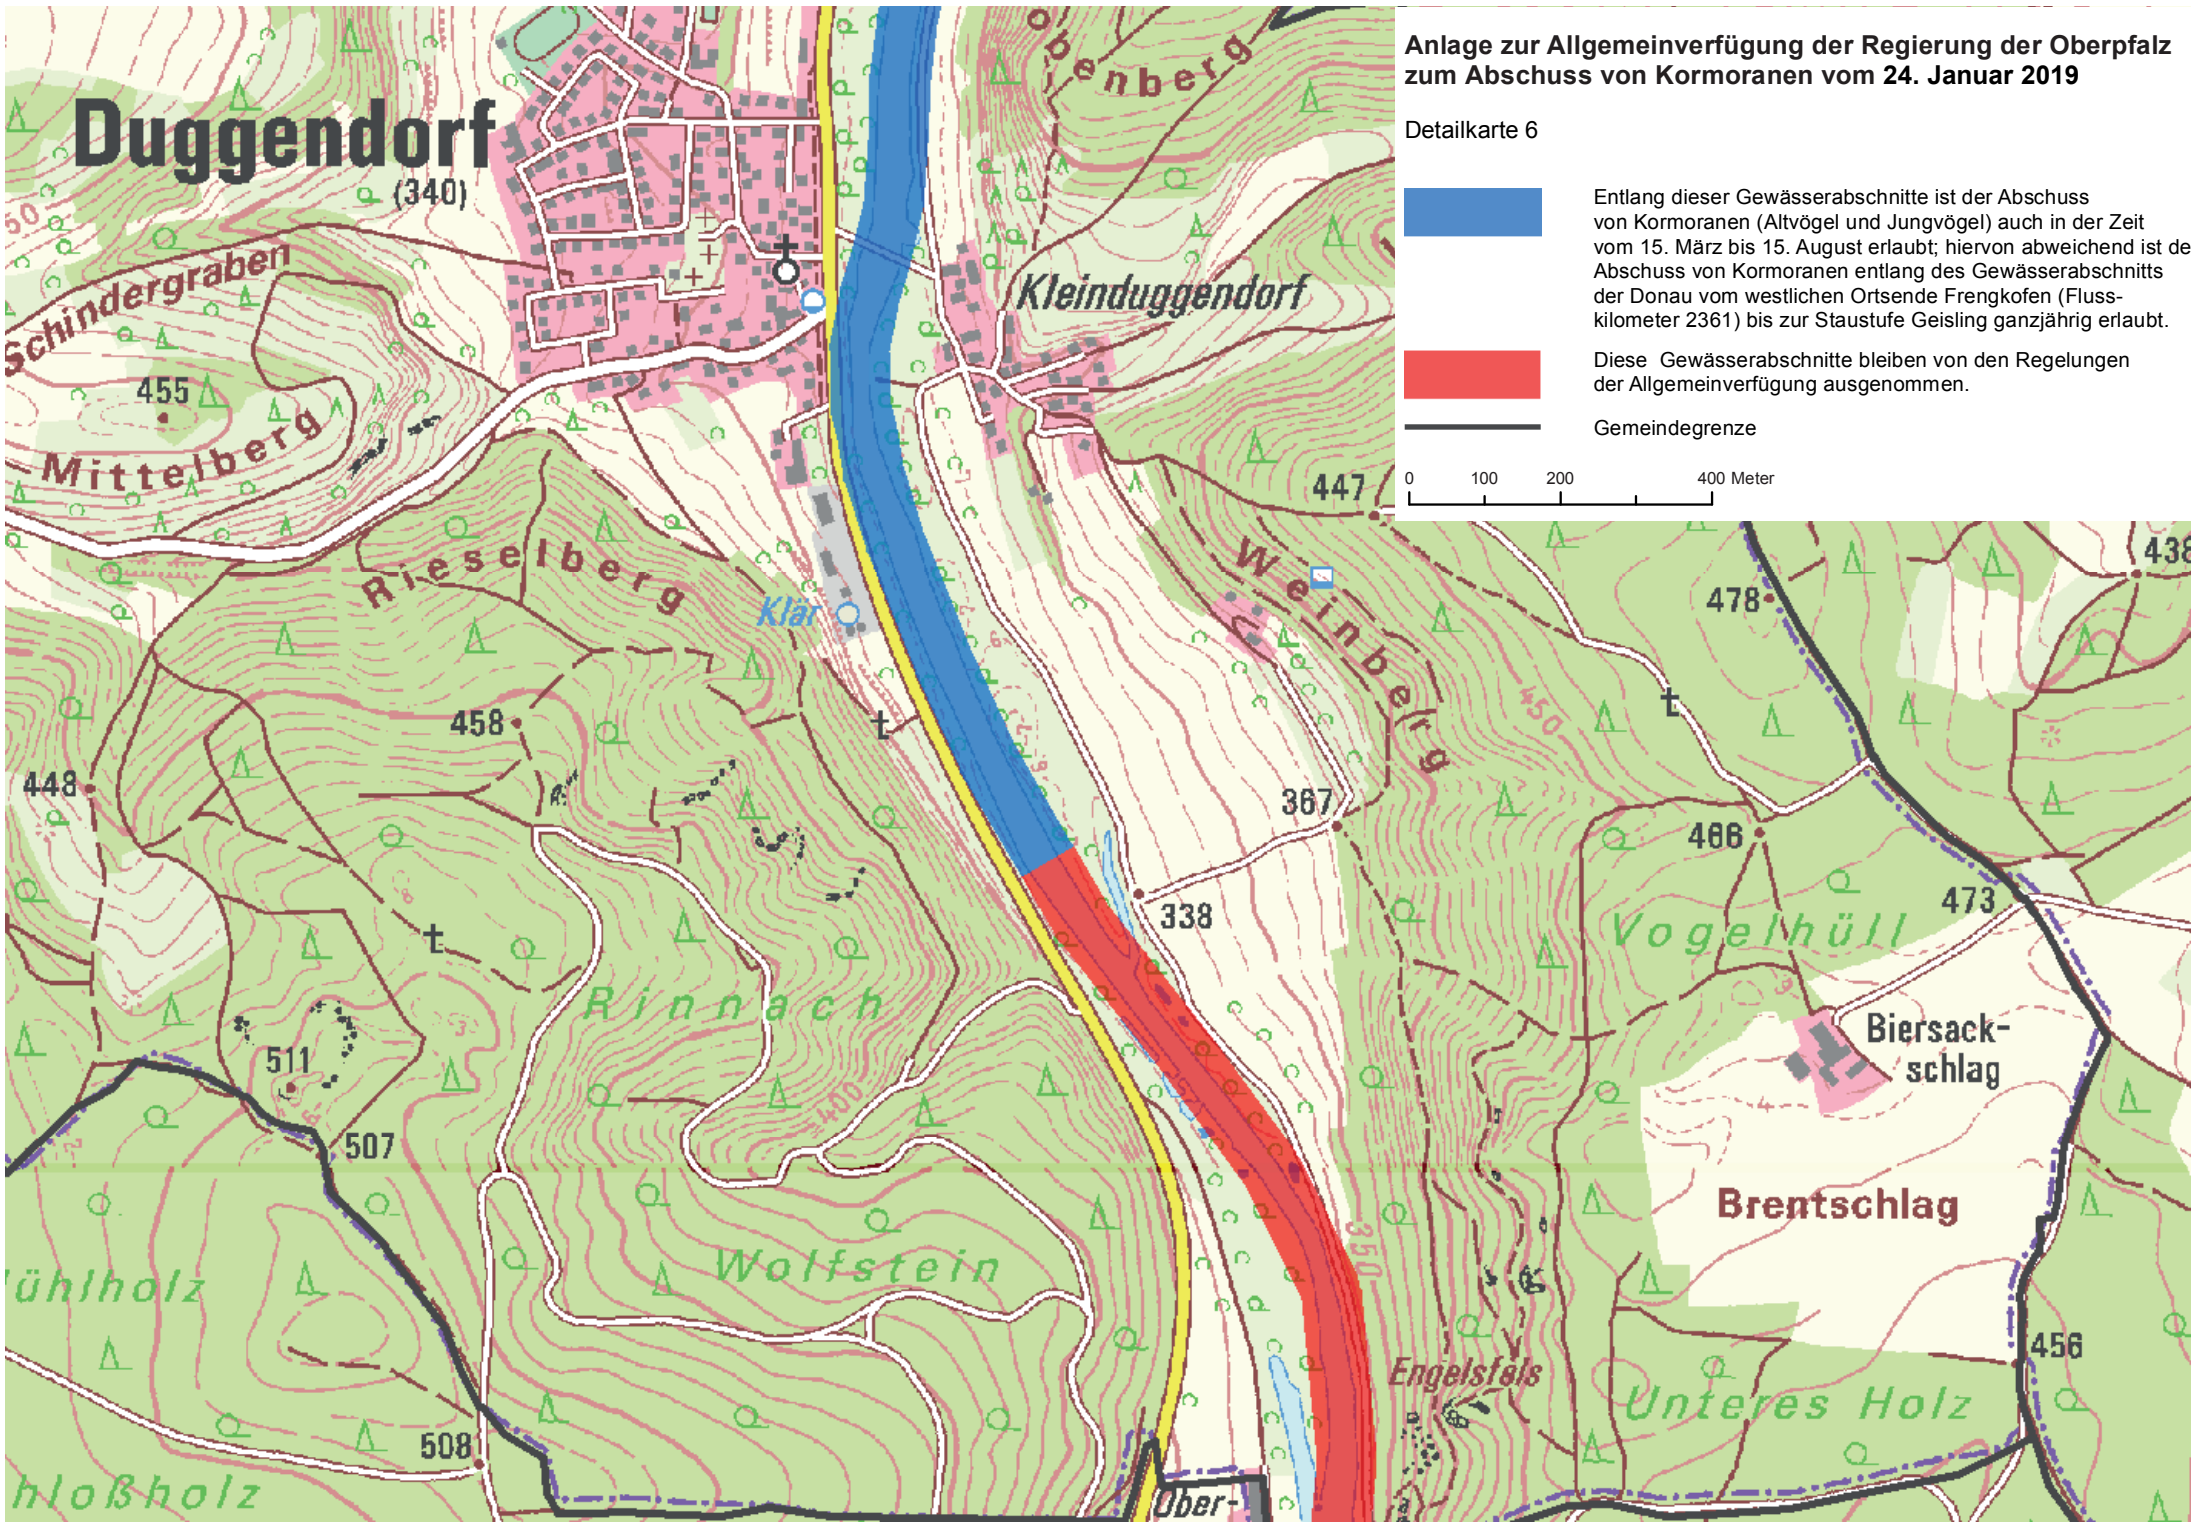 Anlage zur Allgemeinverfügung der Regierung der Oberpfalz
zum Abschuss von Kormoranen vom 24. Januar 2019
Detailkarte 6
Entlang dieser Gewässerabschnitte ist der Abschuss
von Kormoranen (Altvögel und Jungvögel) auch in der Zeit
vom 15. März bis 15. August erlaubt; hiervon abweichend ist de
Abschuss von Kormoranen entlang des Gewässerabschnitts
der Donau vom westlichen Ortsende Frengkofen (Fluss-
kilometer 2361) bis zur Staustufe Geisling ganzjährig erlaubt.
Diese Gewässerabschnitte bleiben von den Regelungen
der Allgemeinverfügung ausgenommen.
Gemeindegrenze
0 100 200 400 Meter
obenberg
Duggendorf
(340)
50
Schindergraben
Kleinduggendorf
455
Mittelberg
447
Rieselberg
Weinberg
438
478
Klär
458
450
448
367
466
338
473
Vogelhüll
Rinnach
Biersack-
schlag
511
400
507
Brentschlag
350
Wolfstein
ühlholz
456
Engelsfels
Unteres Holz
508
hloßholz
Ober-